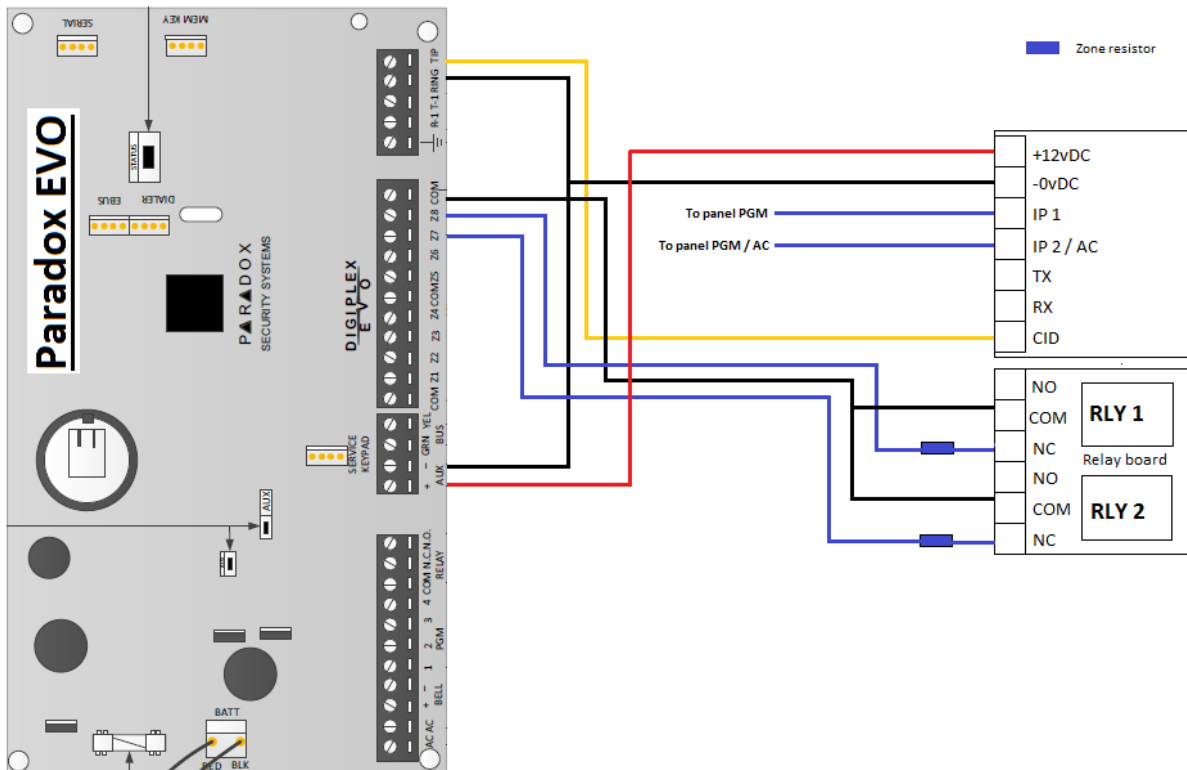 SERIAL
MEM KEY
Paradox EVO
STATUS
EBUS
DIALER
PARADOX
SECURITY SYSTEMS
DIGIPLEX
EVO
R-1 T-1 RING TIP
COM Z1 Z2 Z3 Z4 COM Z5 Z6 Z7 Z8 COM
+ − GRN YEL
AUX BUS
SERVICE
KEYPAD
AUX
AC AC + − 1 2 3 4 COM N.C. N.O.
BELL PGM RELAY
BATT
RED BLK
Zone resistor
+12vDC
-0vDC
To panel PGM
IP 1
To panel PGM / AC
IP 2 / AC
TX
RX
CID
NO
COM
NC
RLY 1
Relay board
NO
COM
NC
RLY 2